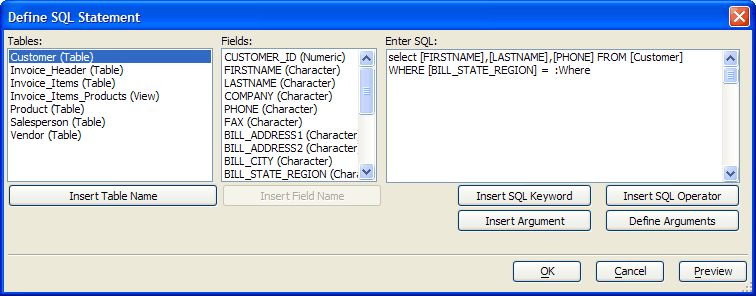 Define SQL Statement
Tables:
Customer (Table)
Invoice_Header (Table)
Invoice_Items (Table)
Invoice_Items_Products (View)
Product (Table)
Salesperson (Table)
Vendor (Table)
Insert Table Name
Fields:
CUSTOMER_ID (Numeric)
FIRSTNAME (Character)
LASTNAME (Character)
COMPANY (Character)
PHONE (Character)
FAX (Character)
BILL_ADDRESS1 (Character
BILL_ADDRESS2 (Character
BILL_CITY (Character)
BILL_STATE_REGION (Chara
Insert Field Name
Enter SQL:
select [FIRSTNAME],[LASTNAME],[PHONE] FROM [Customer]
WHERE [BILL_STATE_REGION] = :Where
Insert SQL Keyword
Insert SQL Operator
Insert Argument
Define Arguments
OK
Cancel
Preview